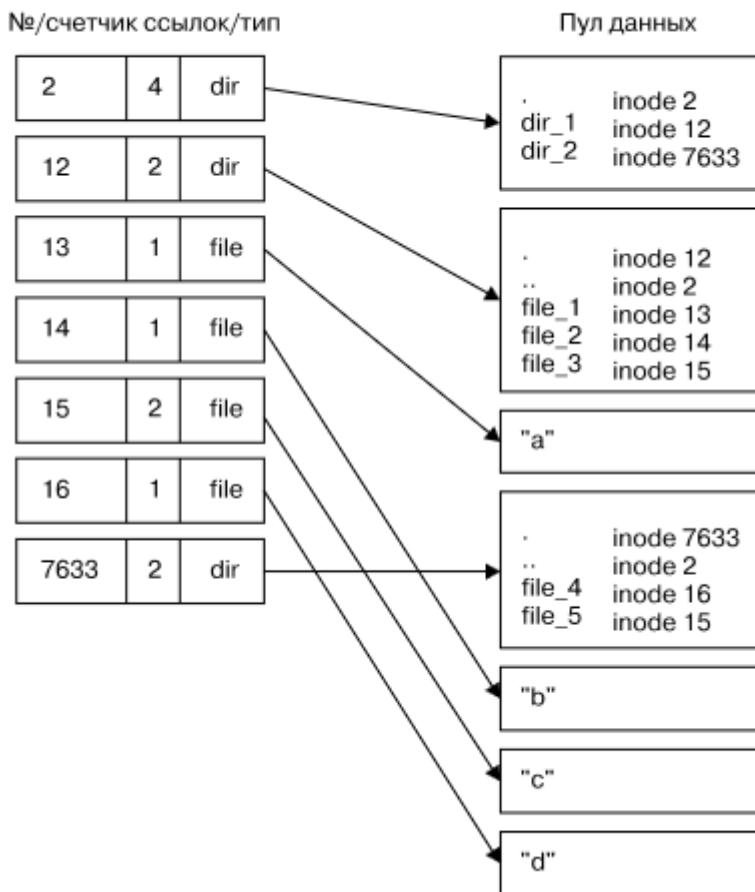 №/счетчик ссылок/тип
2 4 dir
12 2 dir
13 1 file
14 1 file
15 2 file
16 1 file
7633 2 dir
Пул данных
. inode 2
dir_1 inode 12
dir_2 inode 7633
. inode 12
.. inode 2
file_1 inode 13
file_2 inode 14
file_3 inode 15
"a"
. inode 7633
.. inode 2
file_4 inode 16
file_5 inode 15
"b"
"c"
"d"